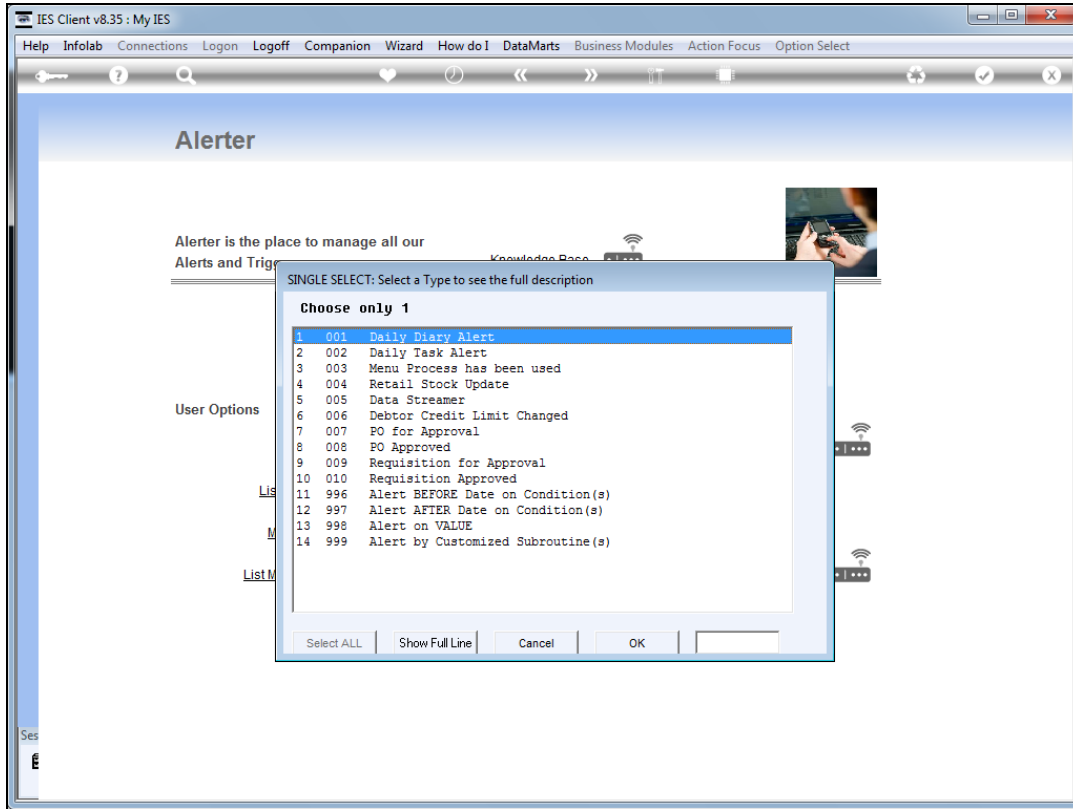 IES Client v8.35 : My IES
Help Infolab Connections Logon Logoff Companion Wizard How do I DataMarts Business Modules Action Focus Option Select
Alerter
Alerter is the place to manage all our
Alerts and Trigg
Knowledge Base
SINGLE SELECT: Select a Type to see the full description
Choose only 1
1 001 Daily Diary Alert
2 002 Daily Task Alert
3 003 Menu Process has been used
4 004 Retail Stock Update
5 005 Data Streamer
6 006 Debtor Credit Limit Changed
7 007 PO for Approval
8 008 PO Approved
9 009 Requisition for Approval
10 010 Requisition Approved
11 996 Alert BEFORE Date on Condition(s)
12 997 Alert AFTER Date on Condition(s)
13 998 Alert on VALUE
14 999 Alert by Customized Subroutine(s)
User Options
Lis
M
List M
Select ALL Show Full Line Cancel OK
Ses